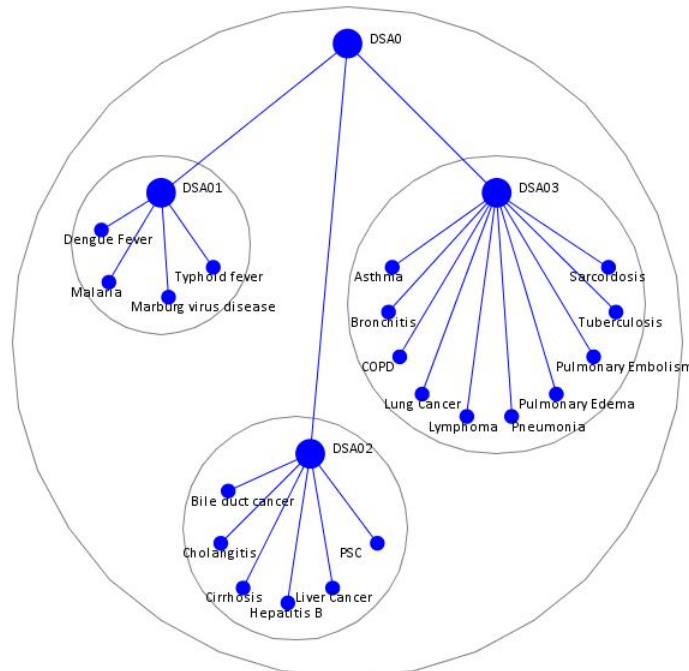 DSA0
DSA01
Dengue Fever
Malaria
Marburg virus disease
Typhoid fever
DSA03
Asthma
Bronchitis
COPD
Lung Cancer
Lymphoma
Pneumonia
Pulmonary Edema
Pulmonary Embolism
Tuberculosis
Sarcoidosis
DSA02
Bile duct cancer
Cholangitis
Cirrhosis
Hepatitis B
Liver Cancer
PSC